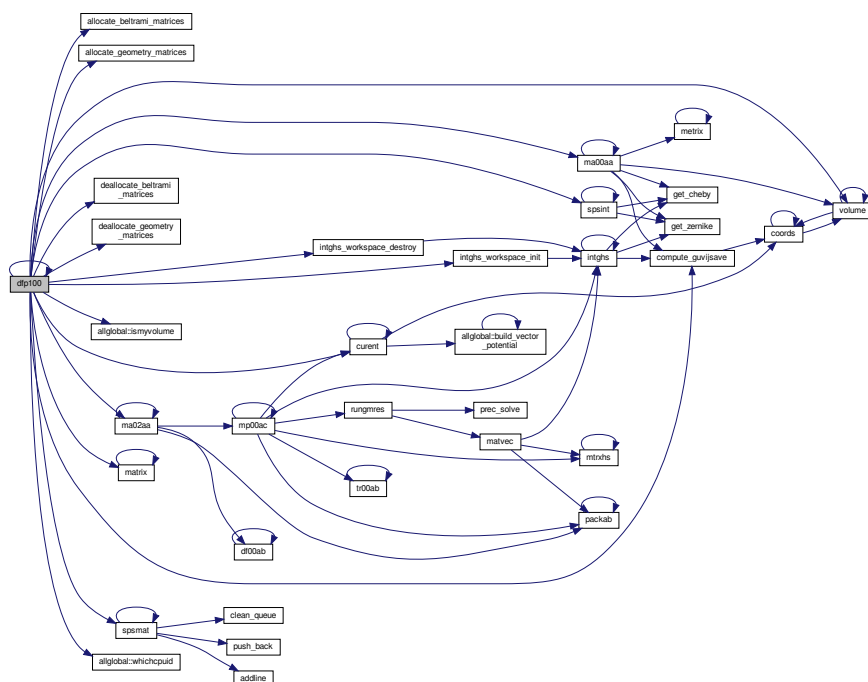 allocate_beltrami_matrices
allocate_geometry_matrices
metrix
ma00aa
deallocate_beltrami
_matrices
get_cheby
spsint
volume
deallocate_geometry
_matrices
get_zernike
coords
intghs_workspace_destroy
intghs_workspace_init
intghs
compute_guvijsave
dfp100
allglobal::ismyvolume
curent
allglobal::build_vector
_potential
ma02aa
mp00ac
rungmres
prec_solve
matvec
mtrxhs
matrix
tr00ab
packab
df00ab
clean_queue
spsmat
push_back
allglobal::whichcpuid
addline